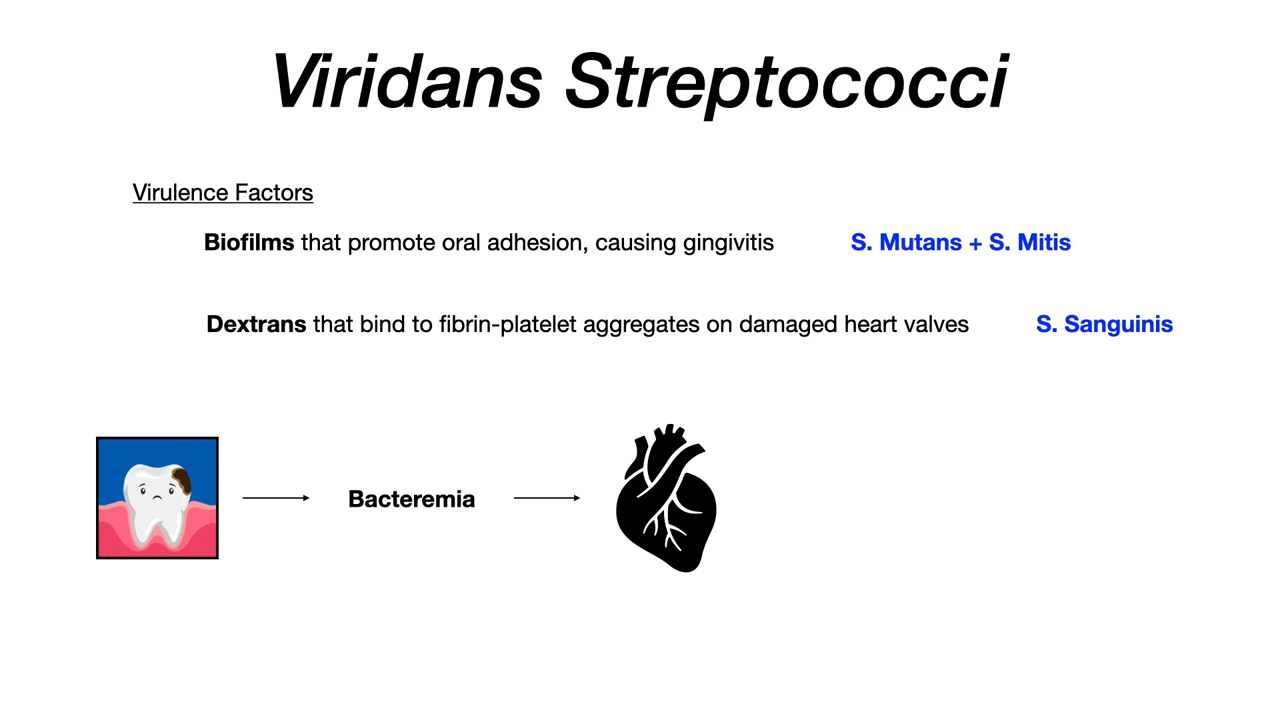 Viridans Streptococci
Virulence Factors
Biofilms that promote oral adhesion, causing gingivitis S. Mutans + S. Mitis
Dextrans that bind to fibrin-platelet aggregates on damaged heart valves S. Sanguinis
Bacteremia